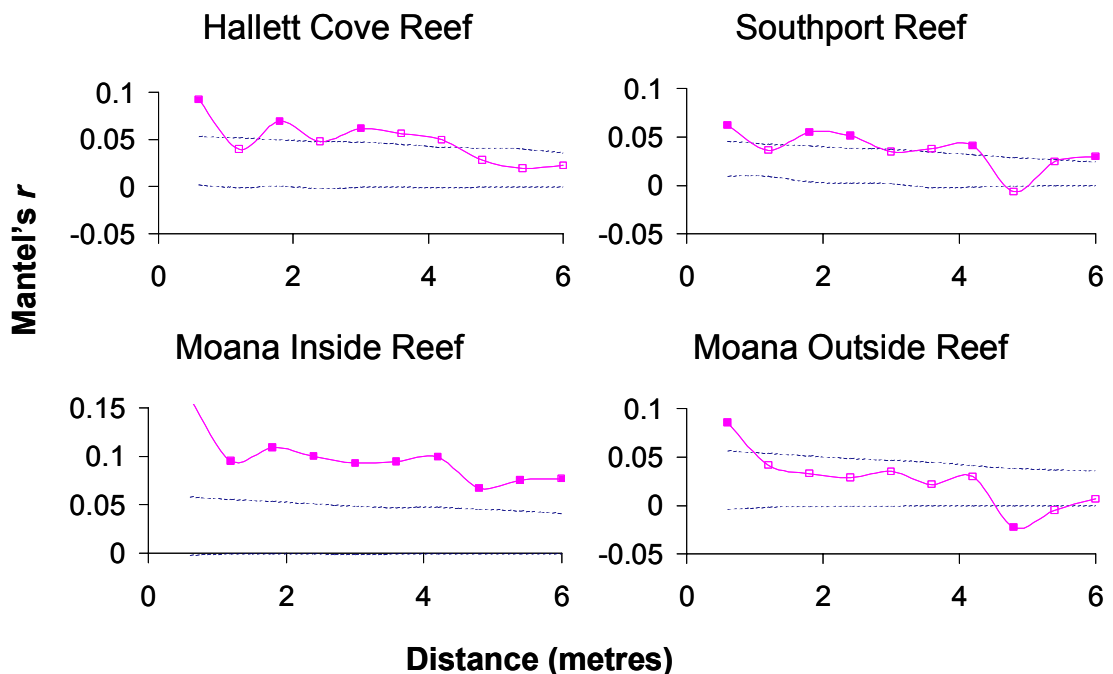 Hallett Cove Reef
0.1
0.05
0
-0.05
0 2 4 6
Southport Reef
0.1
0.05
0
-0.05
0 2 4 6
Mantel's r
Moana Inside Reef
0.15
0.1
0.05
0
0 2 4 6
Moana Outside Reef
0.1
0.05
0
-0.05
0 2 4 6
Distance (metres)